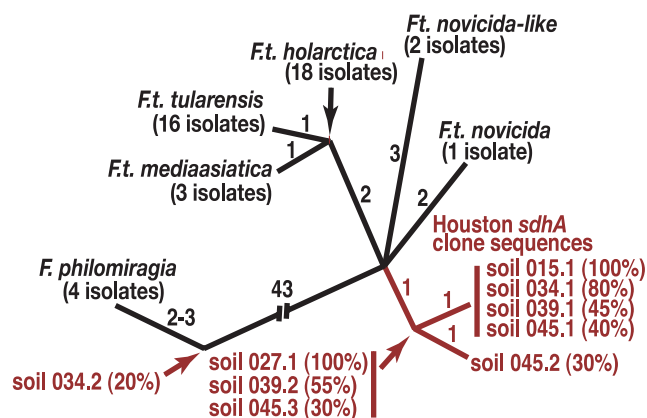 Ft. novicida-like
(2 isolates)
F.t. holarctica
(18 isolates)
F.t. tularensis
(16 isolates)
1
1
F.t. mediaasiatica
(3 isolates)
F.t. novicida
(1 isolate)
3
2
2
Houston sdhA
clone sequences
F. philomiragia
(4 isolates)
43
2-3
1
1
1
soil 015.1 (100%)
soil 034.1 (80%)
soil 039.1 (45%)
soil 045.1 (40%)
soil 045.2 (30%)
soil 034.2 (20%)
soil 027.1 (100%)
soil 039.2 (55%)
soil 045.3 (30%)